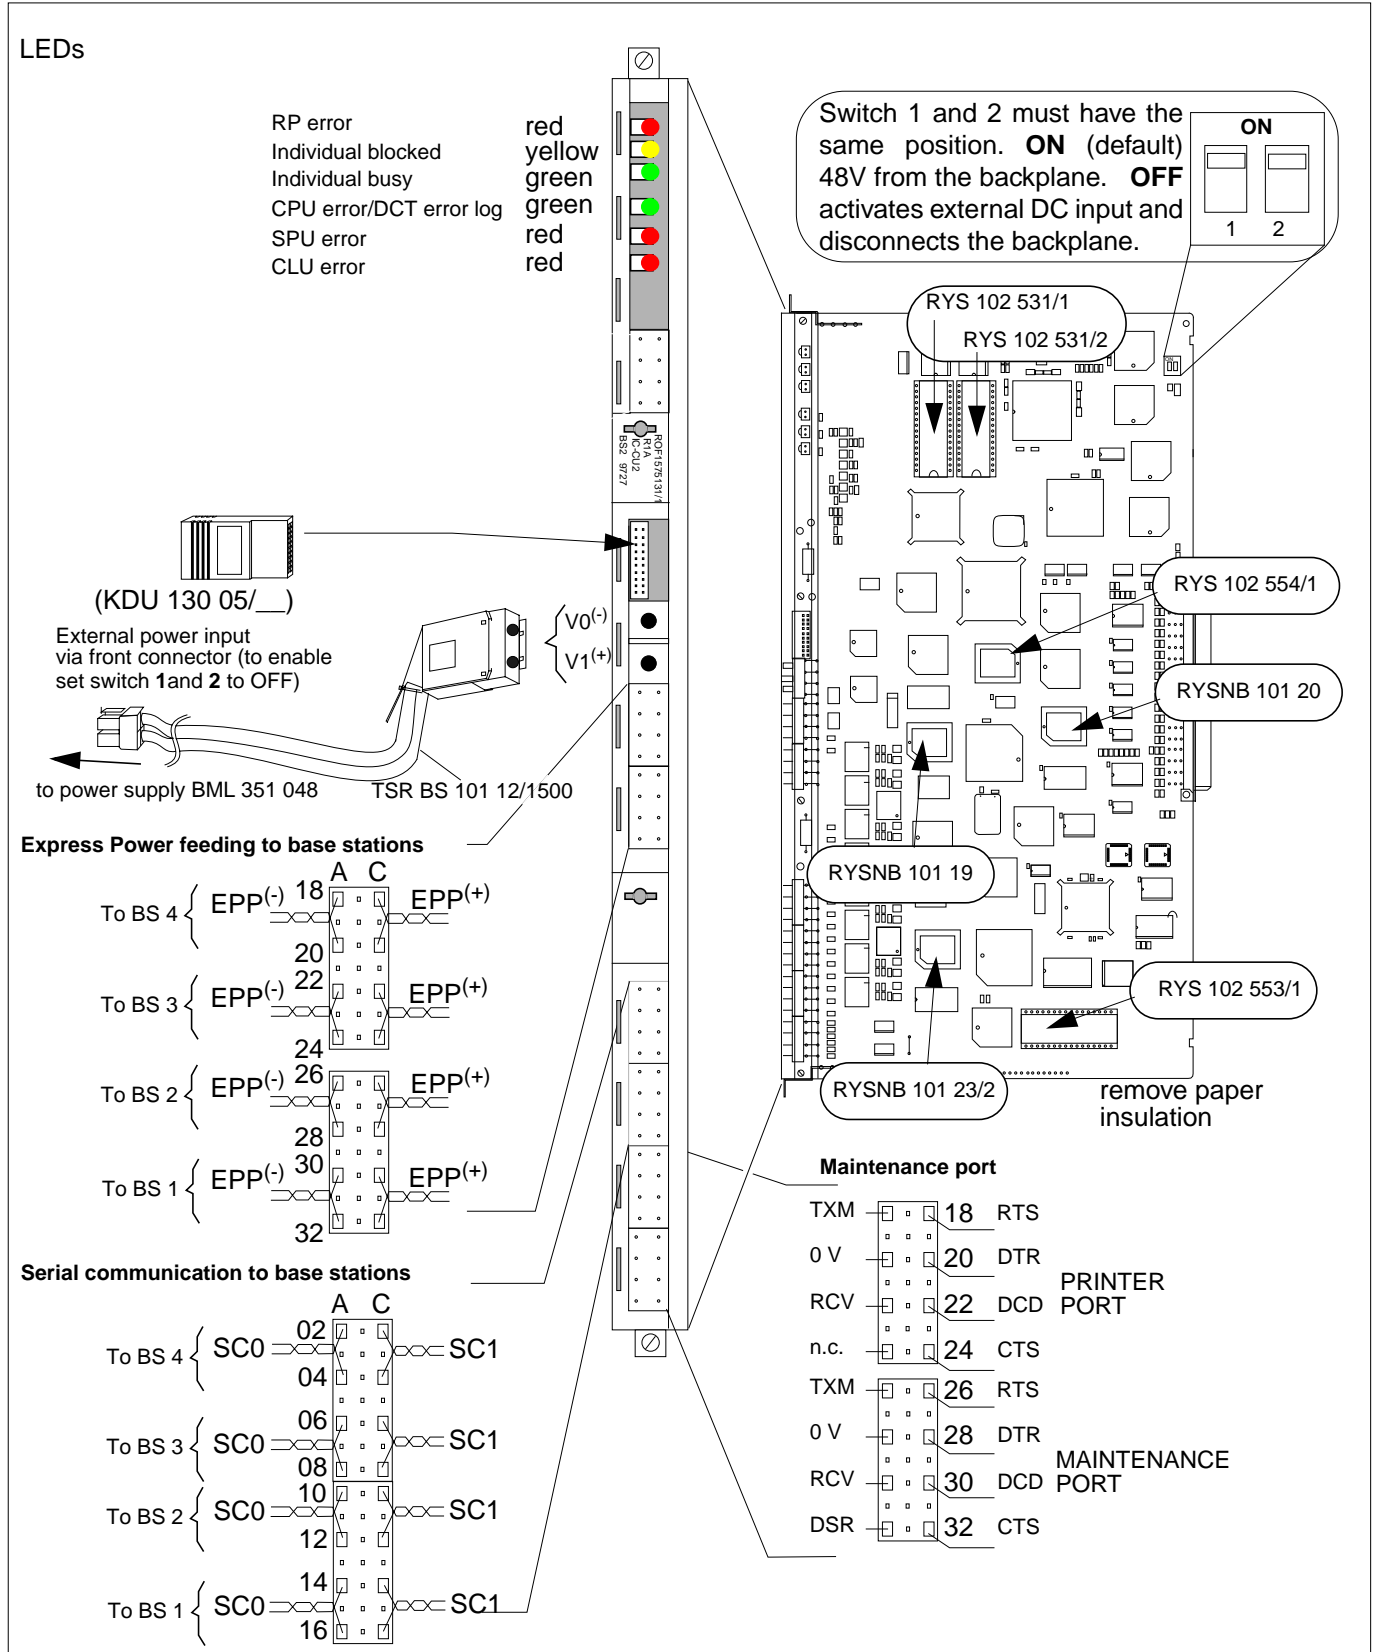 LEDs
RP error red
Individual blocked yellow
Individual busy green
CPU error/DCT error log green
SPU error red
CLU error red
Switch 1 and 2 must have the
same position. ON (default)
48V from the backplane. OFF
activates external DC input and
disconnects the backplane.
ON
1 2
RYS 102 531/1
RYS 102 531/2
ON
ROF1575131/1
R1A
IC-CU2
BS2 9727
(KDU 130 05/__)
External power input
via front connector (to enable
set switch 1and 2 to OFF)
V0(-)
V1(+)
to power supply BML 351 048
TSR BS 101 12/1500
RYS 102 554/1
RYSNB 101 20
RYSNB 101 19
RYS 102 553/1
RYSNB 101 23/2
remove paper
insulation
Express Power feeding to base stations
A C
To BS 4 EPP(-) 18 EPP(+)
20
To BS 3 EPP(-) 22 EPP(+)
24
To BS 2 EPP(-) 26 EPP(+)
28
To BS 1 EPP(-) 30 EPP(+)
32
Serial communication to base stations
A C
To BS 4 SC0 02 SC1
04
To BS 3 SC0 06 SC1
08
To BS 2 SC0 10 SC1
12
To BS 1 SC0 14 SC1
16
Maintenance port
TXM 18 RTS
0 V 20 DTR
RCV 22 DCD
n.c. 24 CTS
PRINTER
PORT
TXM 26 RTS
0 V 28 DTR
RCV 30 DCD
DSR 32 CTS
MAINTENANCE
PORT